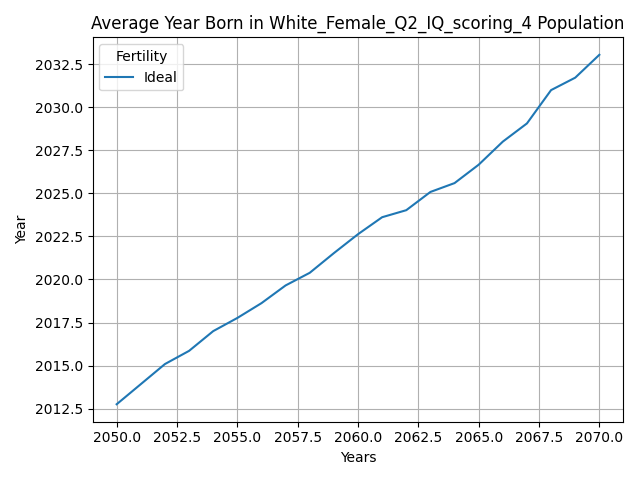 Average Year Born in White_Female_Q2_IQ_scoring_4 Population
Fertility
Ideal
2032.5
2030.0
2027.5
2025.0
2022.5
2020.0
2017.5
2015.0
2012.5
Year
2050.0 2052.5 2055.0 2057.5 2060.0 2062.5 2065.0 2067.5 2070.0
Years